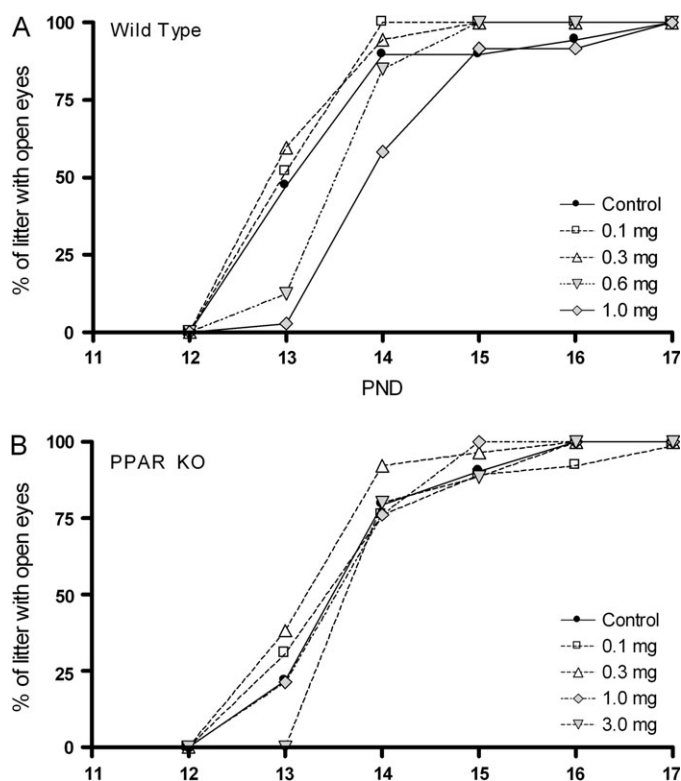 A
Wild Type
% of litter with open eyes
100
75
50
25
0
Control
0.1 mg
0.3 mg
0.6 mg
1.0 mg
11 12 13 14 15 16 17
PND
B
PPAR KO
% of litter with open eyes
100
75
50
25
0
Control
0.1 mg
0.3 mg
1.0 mg
3.0 mg
11 12 13 14 15 16 17